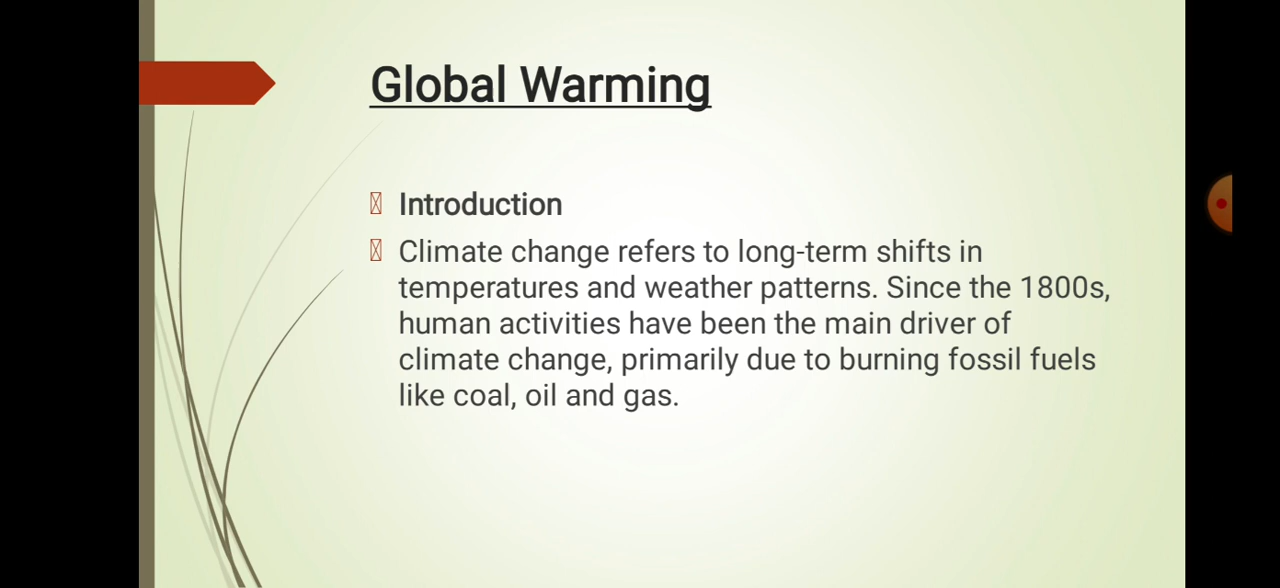 Global Warming
Introduction
Climate change refers to long-term shifts in
temperatures and weather patterns. Since the 1800s,
human activities have been the main driver of
climate change, primarily due to burning fossil fuels
like coal, oil and gas.